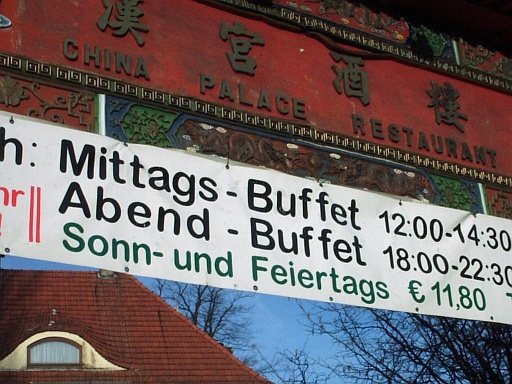 漢宮酒樓
CHINA PALACE RESTAURANT
h: Mittags-Buffet 12:00-14:30
Abend-Buffet 18:00-22:30
Sonn-und Feiertags € 11,80